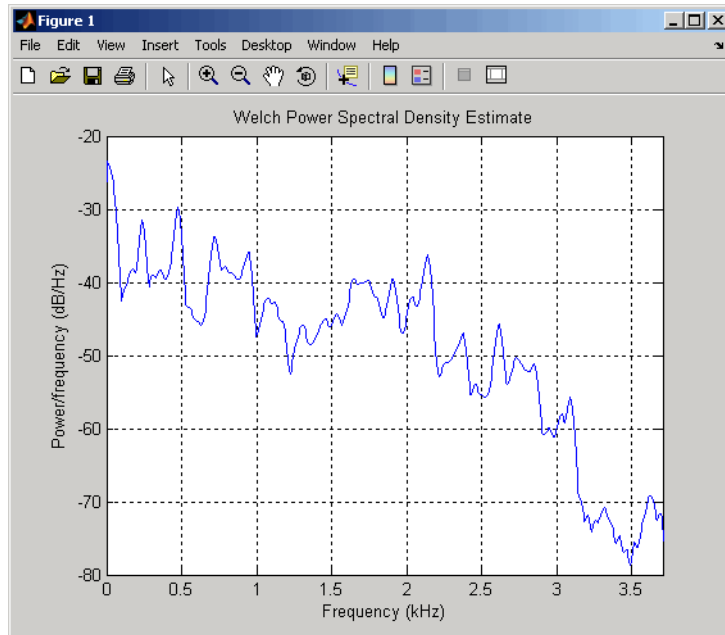 Figure 1
File Edit View Insert Tools Desktop Window Help
Welch Power Spectral Density Estimate
Power/frequency (dB/Hz)
-20
-30
-40
-50
-60
-70
-80
0 0.5 1 1.5 2 2.5 3 3.5
Frequency (kHz)